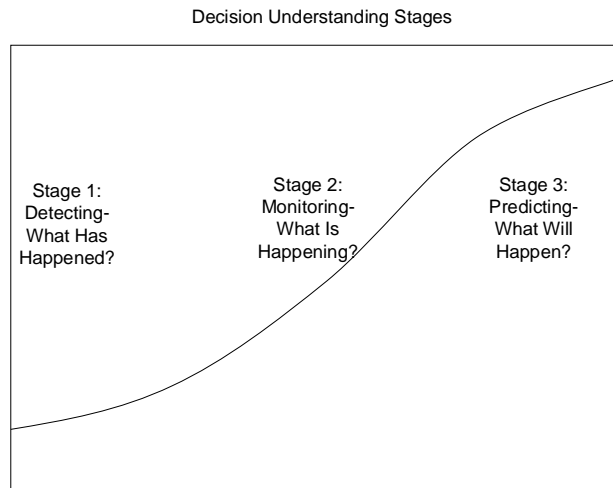 Decision Understanding Stages
Stage 1:
Detecting-
What Has
Happened?
Stage 2:
Monitoring-
What Is
Happening?
Stage 3:
Predicting-
What Will
Happen?